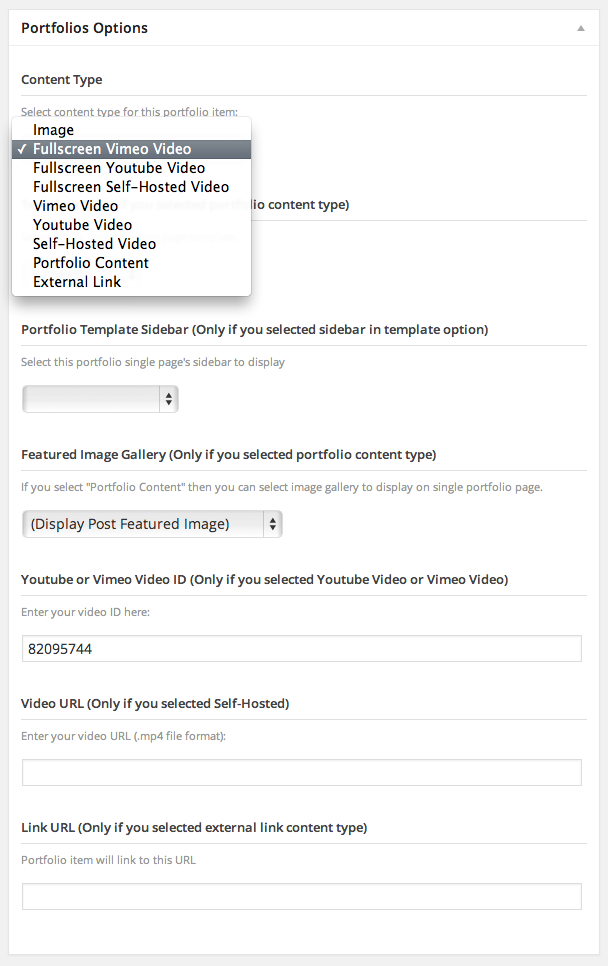 Portfolios Options
Content Type
Select content type for this portfolio item:
Image
✓ Fullscreen Vimeo Video
Fullscreen Youtube Video
Fullscreen Self-Hosted Video
Vimeo Video
Youtube Video
Self-Hosted Video
Portfolio Content
External Link
content type)
Portfolio Template Sidebar (Only if you selected sidebar in template option)
Select this portfolio single page's sidebar to display
Featured Image Gallery (Only if you selected portfolio content type)
If you select "Portfolio Content" then you can select image gallery to display on single portfolio page.
(Display Post Featured Image)
Youtube or Vimeo Video ID (Only if you selected Youtube Video or Vimeo Video)
Enter your video ID here:
82095744
Video URL (Only if you selected Self-Hosted)
Enter your video URL (.mp4 file format):
Link URL (Only if you selected external link content type)
Portfolio item will link to this URL